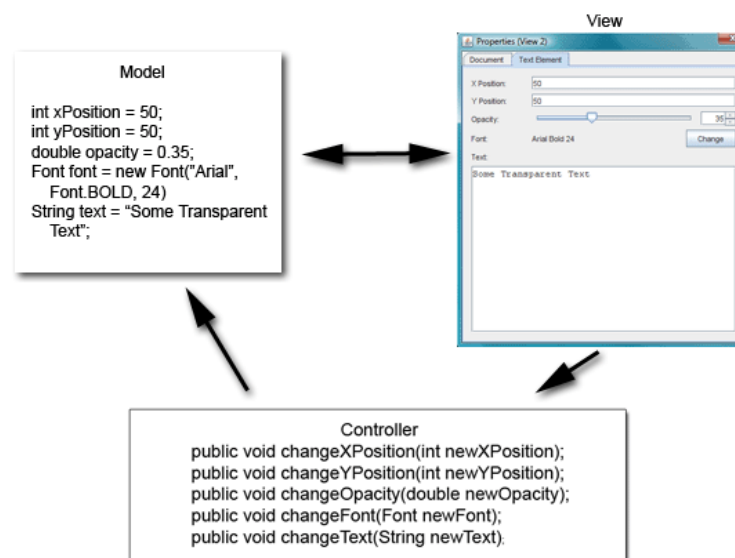 View
Model
int xPosition = 50;
int yPosition = 50;
double opacity = 0.35;
Font font = new Font("Arial",
Font.BOLD, 24)
String text = “Some Transparent
Text”;
Properties (View 2)
Document Text Element
X Position: 50
Y Position: 50
Opacity: 35
Font: Arial Bold 24 Change
Text:
Some Transparent Text
Controller
public void changeXPosition(int newXPosition);
public void changeYPosition(int newYPosition);
public void changeOpacity(double newOpacity);
public void changeFont(Font newFont);
public void changeText(String newText);